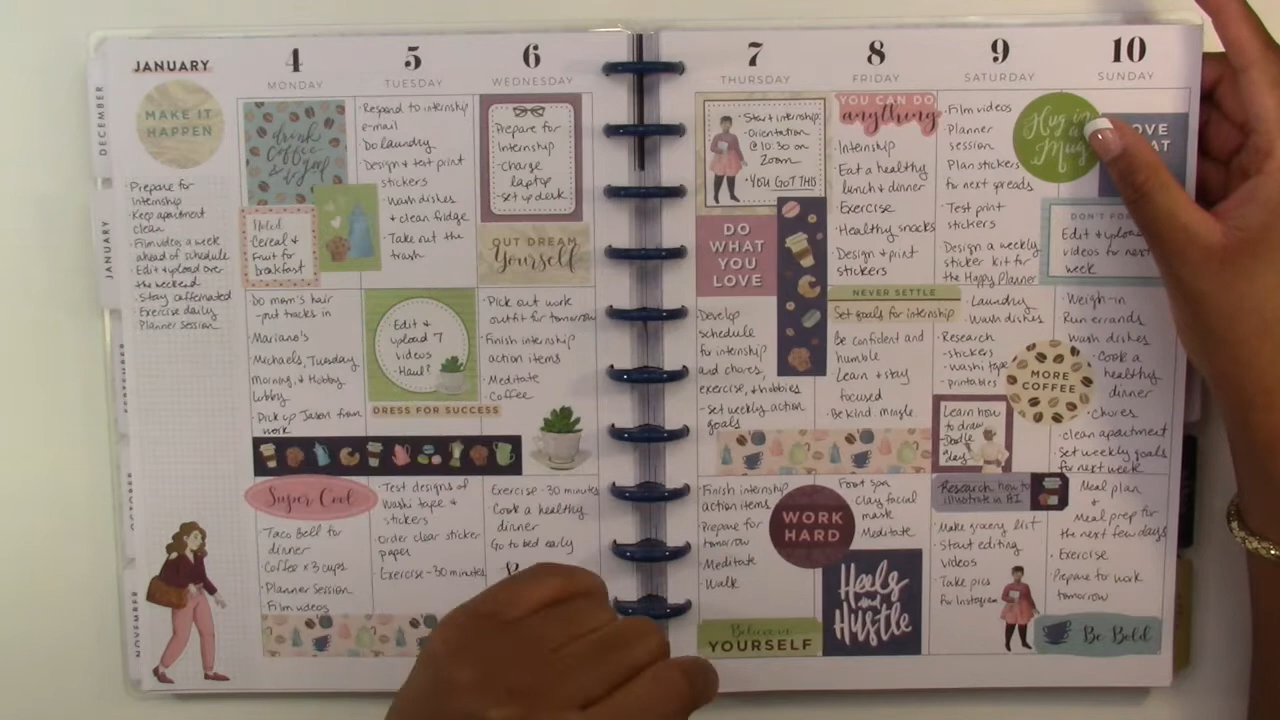 JANUARY
MAKE IT
HAPPEN
· Prepare for
internship
· Keep apartment
clean
· Film videos a week
ahead of schedule
· Edit & upload over
the weekend
· Stay caffeinated
· Exercise daily
Planner session
DECEMBER
JANUARY
OCTOBER
NOVEMBER
4
MONDAY
drink
Coffee
& do
good
Noted:
Cereal &
Fruit for
breakfast
Do mom's hair
- put tracks in
Mariano's
Michaels, Tuesday
Morning, & Hobby
Lobby
· Pick up Jason from
work
Super Cool
Taco Bell for
dinner
· Coffee x 3 cups
· Planner Session
· Film videos
5
TUESDAY
· Respond to internship
e-mail
Do laundry
· Design & test print
stickers
· Wash dishes
& clean fridge
· Take out the
trash
· Edit &
upload 7
videos
- Haul?
DRESS FOR SUCCESS
· Test designs of
washi tape &
stickers
· Order clear sticker
paper
· Exercise - 30 minutes
6
WEDNESDAY
Prepare for
internship
- Charge
laptop
- set up desk
OUT DREAM
Yourself
· Pick out work
outfit for tomorrow
· Finish internship
action items
· Meditate
· Coffee
Exercise - 30 minutes
Cook a healthy
dinner
Go to bed early
7
THURSDAY
· Start internship:
- Orientation
@ 10:30 on
Zoom
· YOU GOT THIS
DO
WHAT
YOU
LOVE
Develop
schedule
for internship
and chores,
exercise, & hobbies
- Set weekly action
goals
· Finish internship
action items
· Prepare for
tomorrow
· Meditate
· Walk
WORK
HARD
Believe in
YOURSELF
8
FRIDAY
YOU CAN DO
anything
Internship
Eat a healthy
lunch & dinner
· Exercise
· Healthy snacks
· Design & print
stickers
NEVER SETTLE
Set goals for internship
Be confident and
humble
· Learn & stay
focused
· Be kind. Mingle.
· Foot spa
clay facial
mask
· Meditate
Heels
and
Hustle
9
SATURDAY
· Film videos
· Planner
session
Plan stickers
for next spreads
· Test print
stickers
Design a weekly
sticker kit for
the Happy Planner
· Laundry
· Wash dishes
· Research
- stickers
- washi tape
- printables
Learn how
to draw
- Doodle
a day
· Research how to
illustrate in AI
· Make grocery list
· Start editing
videos
· Take pics
for Instagram
10
SUNDAY
Hug in
a
Mug
DON'T FO
Edit & uploa
videos for next
week
· Weigh-in
Run errands
Wash dishes
· Cook a
healthy
dinner
MORE
COFFEE
· Chores
· clean apartment
· Set weekly goals
for next week
Meal plan
&
Meal prep for
the next few days
· Exercise
· Prepare for work
tomorrow
Be Bold